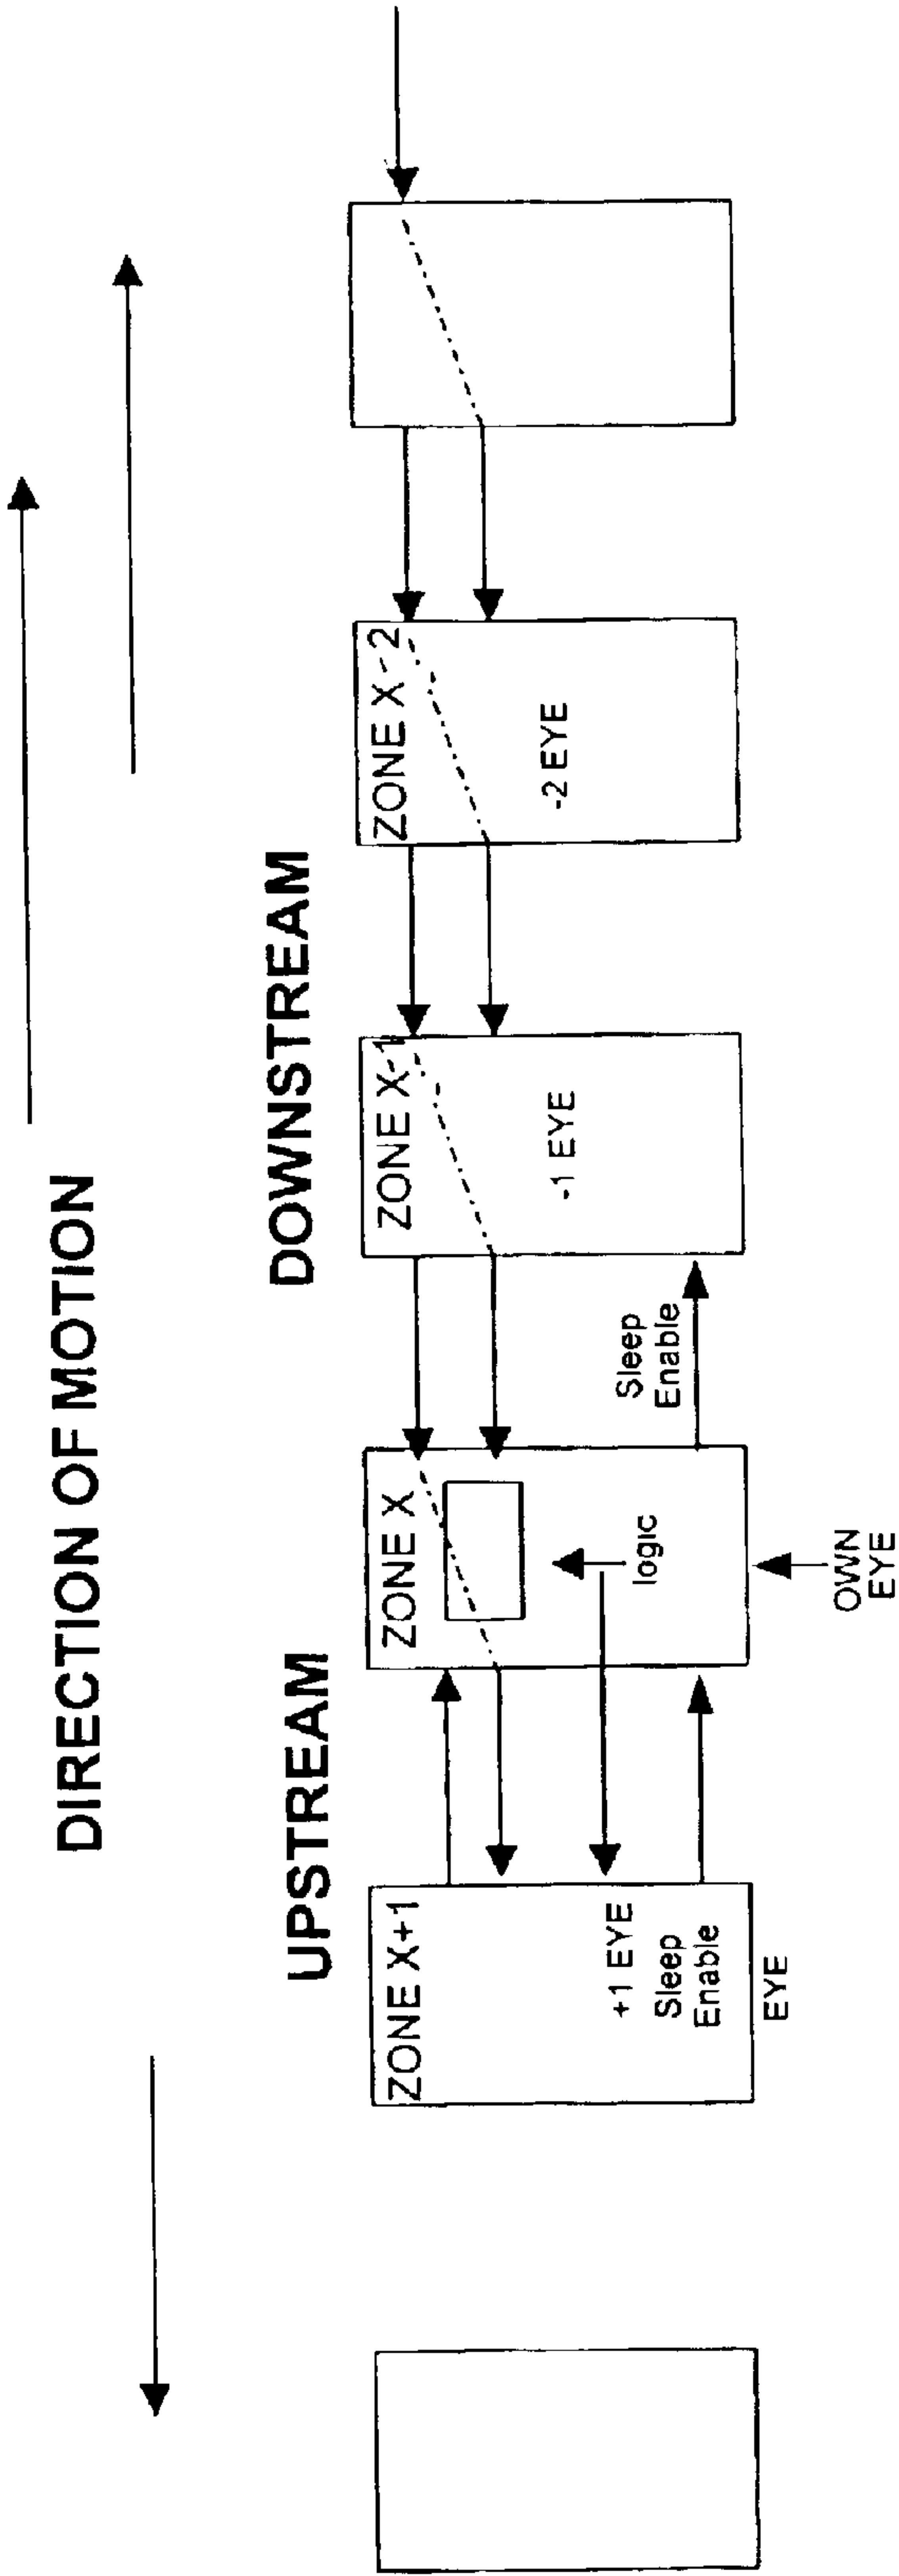 DIRECTION OF MOTION
UPSTREAM
DOWNSTREAM
ZONE X+1
+1 EYE
Sleep
Enable
EYE
ZONE X
logic
OWN
EYE
Sleep
Enable
ZONE X-1
-1 EYE
ZONE X-2
-2 EYE